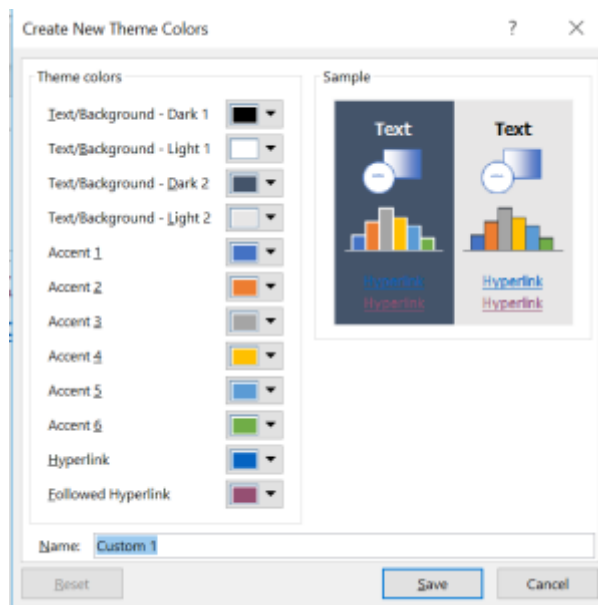 Create New Theme Colors
Theme colors
Text/Background - Dark 1
Text/Background - Light 1
Text/Background - Dark 2
Text/Background - Light 2
Accent 1
Accent 2
Accent 3
Accent 4
Accent 5
Accent 6
Hyperlink
Followed Hyperlink
Sample
Text Text
Hyperlink Hyperlink
Hyperlink Hyperlink
Name: Custom 1
Reset Save Cancel